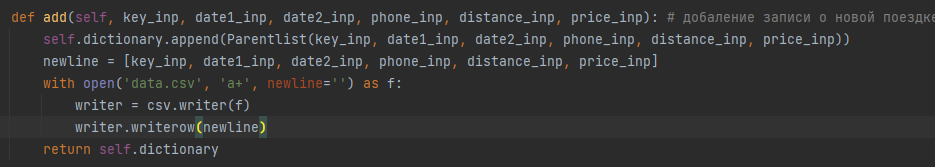 def add(self, key_inp, date1_inp, date2_inp, phone_inp, distance_inp, price_inp): # добаление записи о новой поездке
self.dictionary.append(Parentlist(key_inp, date1_inp, date2_inp, phone_inp, distance_inp, price_inp))
newline = [key_inp, date1_inp, date2_inp, phone_inp, distance_inp, price_inp]
with open('data.csv', 'a+', newline='') as f:
writer = csv.writer(f)
writer.writerow(newline)
return self.dictionary